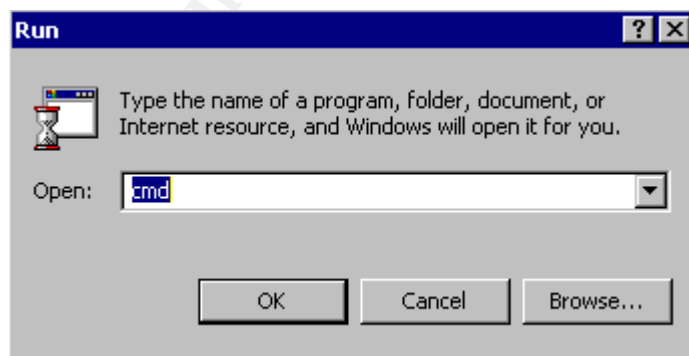 Run
Type the name of a program, folder, document, or
Internet resource, and Windows will open it for you.
Open: cmd
OK Cancel Browse...